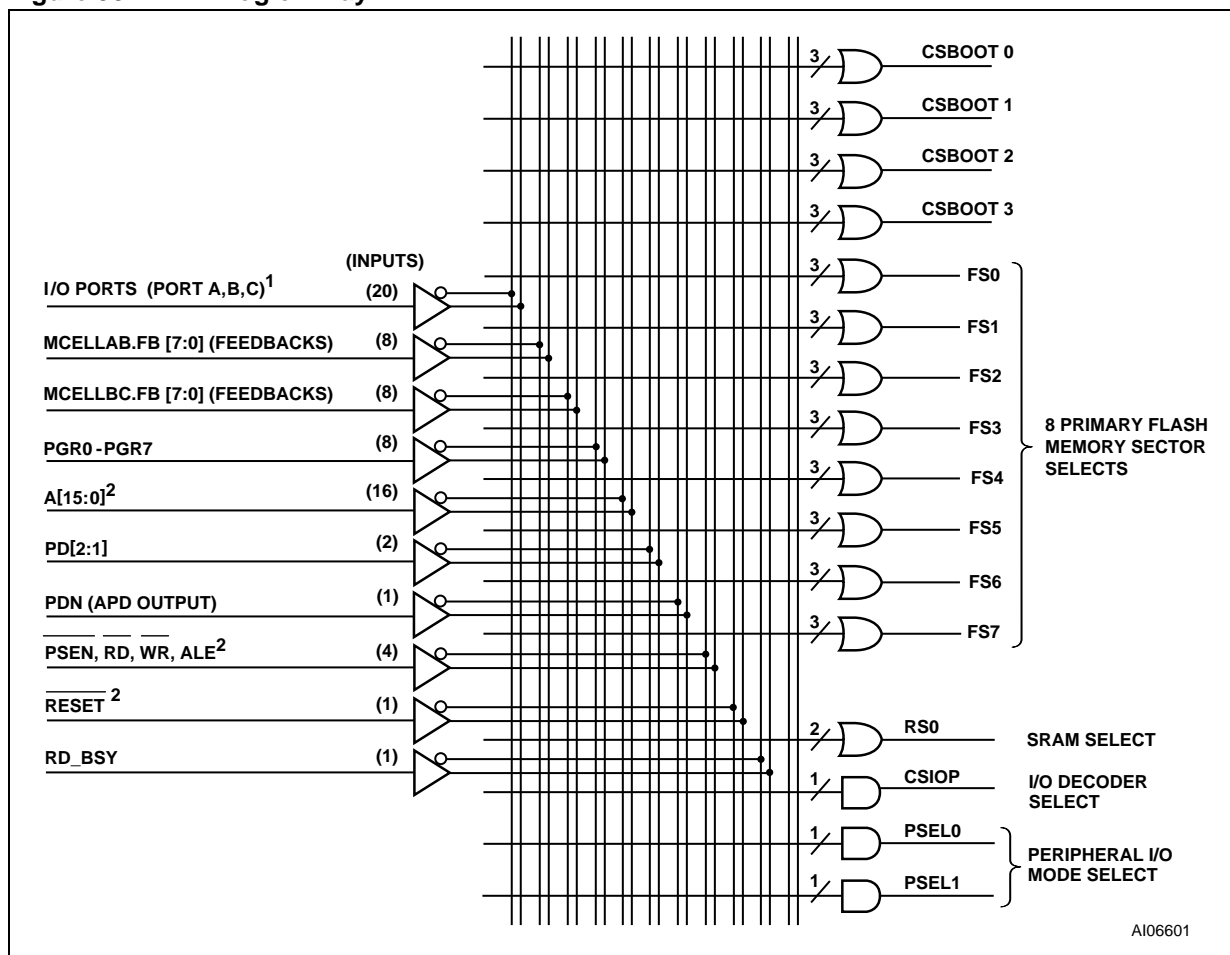 3 CSBOOT 0
3 CSBOOT 1
3 CSBOOT 2
3 CSBOOT 3
(INPUTS)
I/O PORTS (PORT A,B,C)1 (20)
MCELLAB.FB [7:0] (FEEDBACKS) (8)
MCELLBC.FB [7:0] (FEEDBACKS) (8)
PGR0 -PGR7 (8)
A[15:0]2 (16)
PD[2:1] (2)
PDN (APD OUTPUT) (1)
PSEN, RD, WR, ALE2 (4)
RESET 2 (1)
RD_BSY (1)
3 FS0
3 FS1
3 FS2
3 FS3
3 FS4
3 FS5
3 FS6
3 FS7
8 PRIMARY FLASH
MEMORY SECTOR
SELECTS
2 RS0 SRAM SELECT
1 CSIOP I/O DECODER
SELECT
1 PSEL0
1 PSEL1
PERIPHERAL I/O
MODE SELECT
AI06601